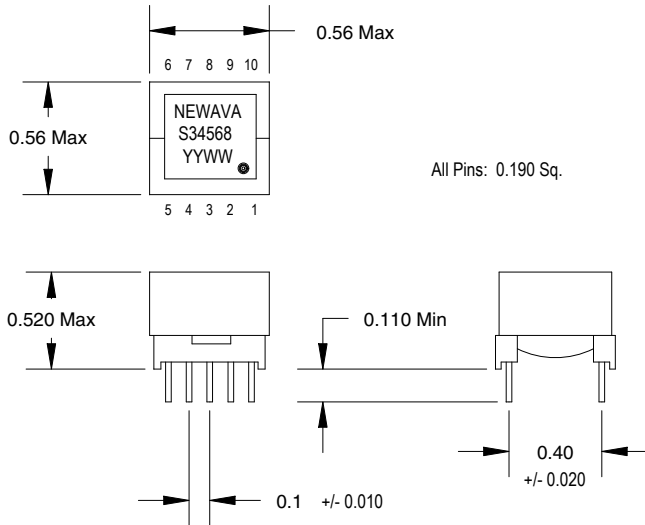 0.56 Max
6 7 8 9 10
NEWAVA
S34568
YYWW
0.56 Max
All Pins: 0.190 Sq.
5 4 3 2 1
0.520 Max
0.110 Min
0.40
+/- 0.020
0.1 +/- 0.010